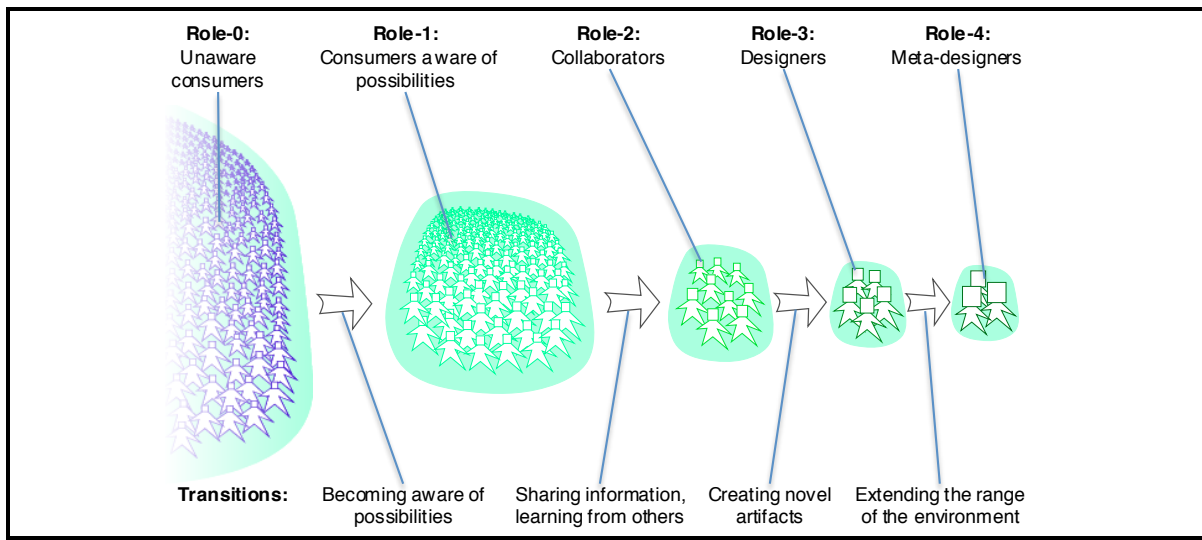 Role-0:
Unaware
consumers
Role-1:
Consumers aware of
possibilities
Role-2:
Collaborators
Role-3:
Designers
Role-4:
Meta-designers
Transitions:
Becoming aware of
possibilities
Sharing information,
learning from others
Creating novel
artifacts
Extending the range
of the environment